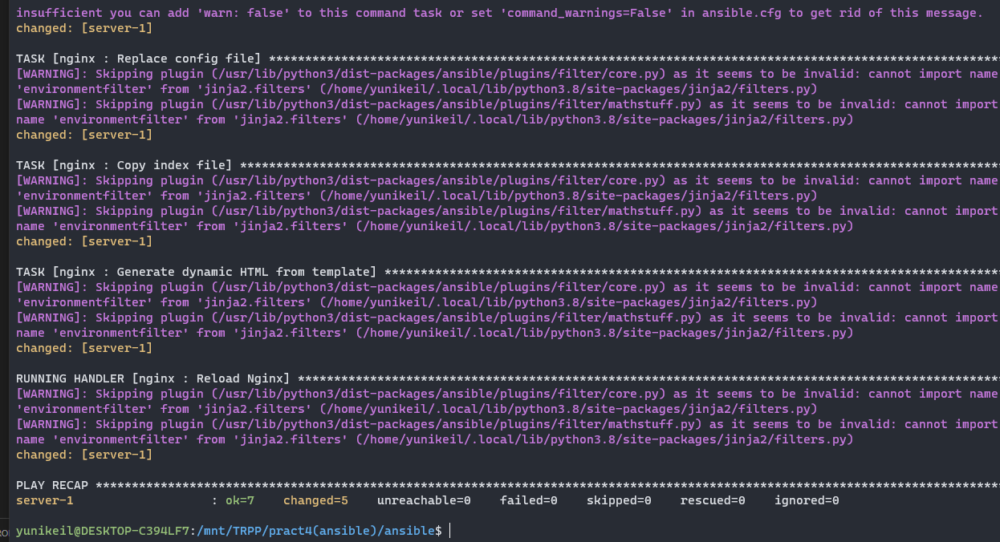 insufficient you can add 'warn: false' to this command task or set 'command_warnings=False' in ansible.cfg to get rid of this message.
changed: [server-1]
TASK [nginx : Replace config file] *****************************************************************************************************
[WARNING]: Skipping plugin (/usr/lib/python3/dist-packages/ansible/plugins/filter/core.py) as it seems to be invalid: cannot import name
'environmentfilter' from 'jinja2.filters' (/home/yunikeil/.local/lib/python3.8/site-packages/jinja2/filters.py)
[WARNING]: Skipping plugin (/usr/lib/python3/dist-packages/ansible/plugins/filter/mathstuff.py) as it seems to be invalid: cannot import
name 'environmentfilter' from 'jinja2.filters' (/home/yunikeil/.local/lib/python3.8/site-packages/jinja2/filters.py)
changed: [server-1]
TASK [nginx : Copy index file] *********************************************************************************************************
[WARNING]: Skipping plugin (/usr/lib/python3/dist-packages/ansible/plugins/filter/core.py) as it seems to be invalid: cannot import name
'environmentfilter' from 'jinja2.filters' (/home/yunikeil/.local/lib/python3.8/site-packages/jinja2/filters.py)
[WARNING]: Skipping plugin (/usr/lib/python3/dist-packages/ansible/plugins/filter/mathstuff.py) as it seems to be invalid: cannot import
name 'environmentfilter' from 'jinja2.filters' (/home/yunikeil/.local/lib/python3.8/site-packages/jinja2/filters.py)
changed: [server-1]
TASK [nginx : Generate dynamic HTML from template] *************************************************************************************
[WARNING]: Skipping plugin (/usr/lib/python3/dist-packages/ansible/plugins/filter/core.py) as it seems to be invalid: cannot import name
'environmentfilter' from 'jinja2.filters' (/home/yunikeil/.local/lib/python3.8/site-packages/jinja2/filters.py)
[WARNING]: Skipping plugin (/usr/lib/python3/dist-packages/ansible/plugins/filter/mathstuff.py) as it seems to be invalid: cannot import
name 'environmentfilter' from 'jinja2.filters' (/home/yunikeil/.local/lib/python3.8/site-packages/jinja2/filters.py)
changed: [server-1]
RUNNING HANDLER [nginx : Reload Nginx] *************************************************************************************************
[WARNING]: Skipping plugin (/usr/lib/python3/dist-packages/ansible/plugins/filter/core.py) as it seems to be invalid: cannot import name
'environmentfilter' from 'jinja2.filters' (/home/yunikeil/.local/lib/python3.8/site-packages/jinja2/filters.py)
[WARNING]: Skipping plugin (/usr/lib/python3/dist-packages/ansible/plugins/filter/mathstuff.py) as it seems to be invalid: cannot import
name 'environmentfilter' from 'jinja2.filters' (/home/yunikeil/.local/lib/python3.8/site-packages/jinja2/filters.py)
changed: [server-1]
PLAY RECAP *****************************************************************************************************************************
server-1                   : ok=7    changed=5    unreachable=0    failed=0    skipped=0    rescued=0    ignored=0
yunikeil@DESKTOP-C394LF7:/mnt/TRPP/pract4(ansible)/ansible$